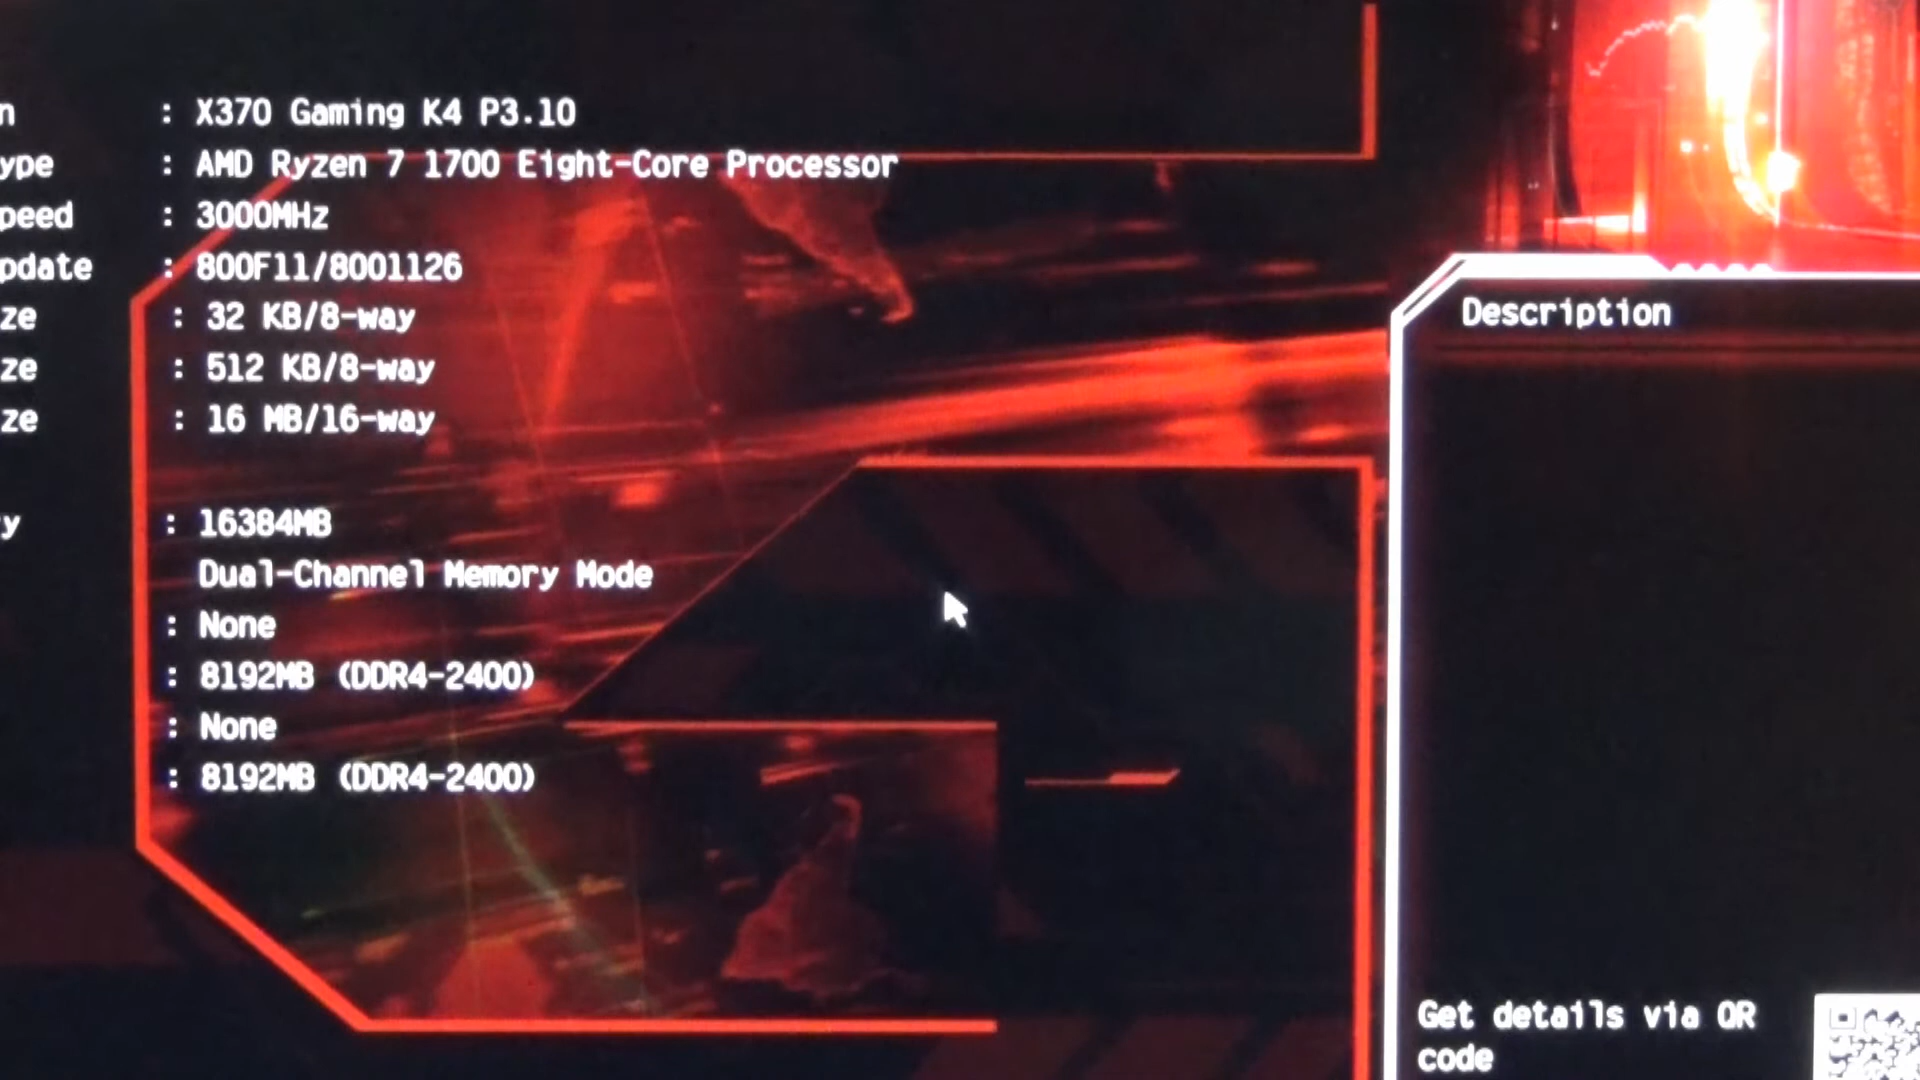 n : X370 Gaming K4 P3.10
ype : AMD Ryzen 7 1700 Eight-Core Processor
peed : 3000MHz
pdate : 800F11/8001126
ze : 32 KB/8-way
ze : 512 KB/8-way
ze : 16 MB/16-way
y : 16384MB
Dual-Channel Memory Mode
: None
: 8192MB (DDR4-2400)
: None
: 8192MB (DDR4-2400)
Description
Get details via QR
code